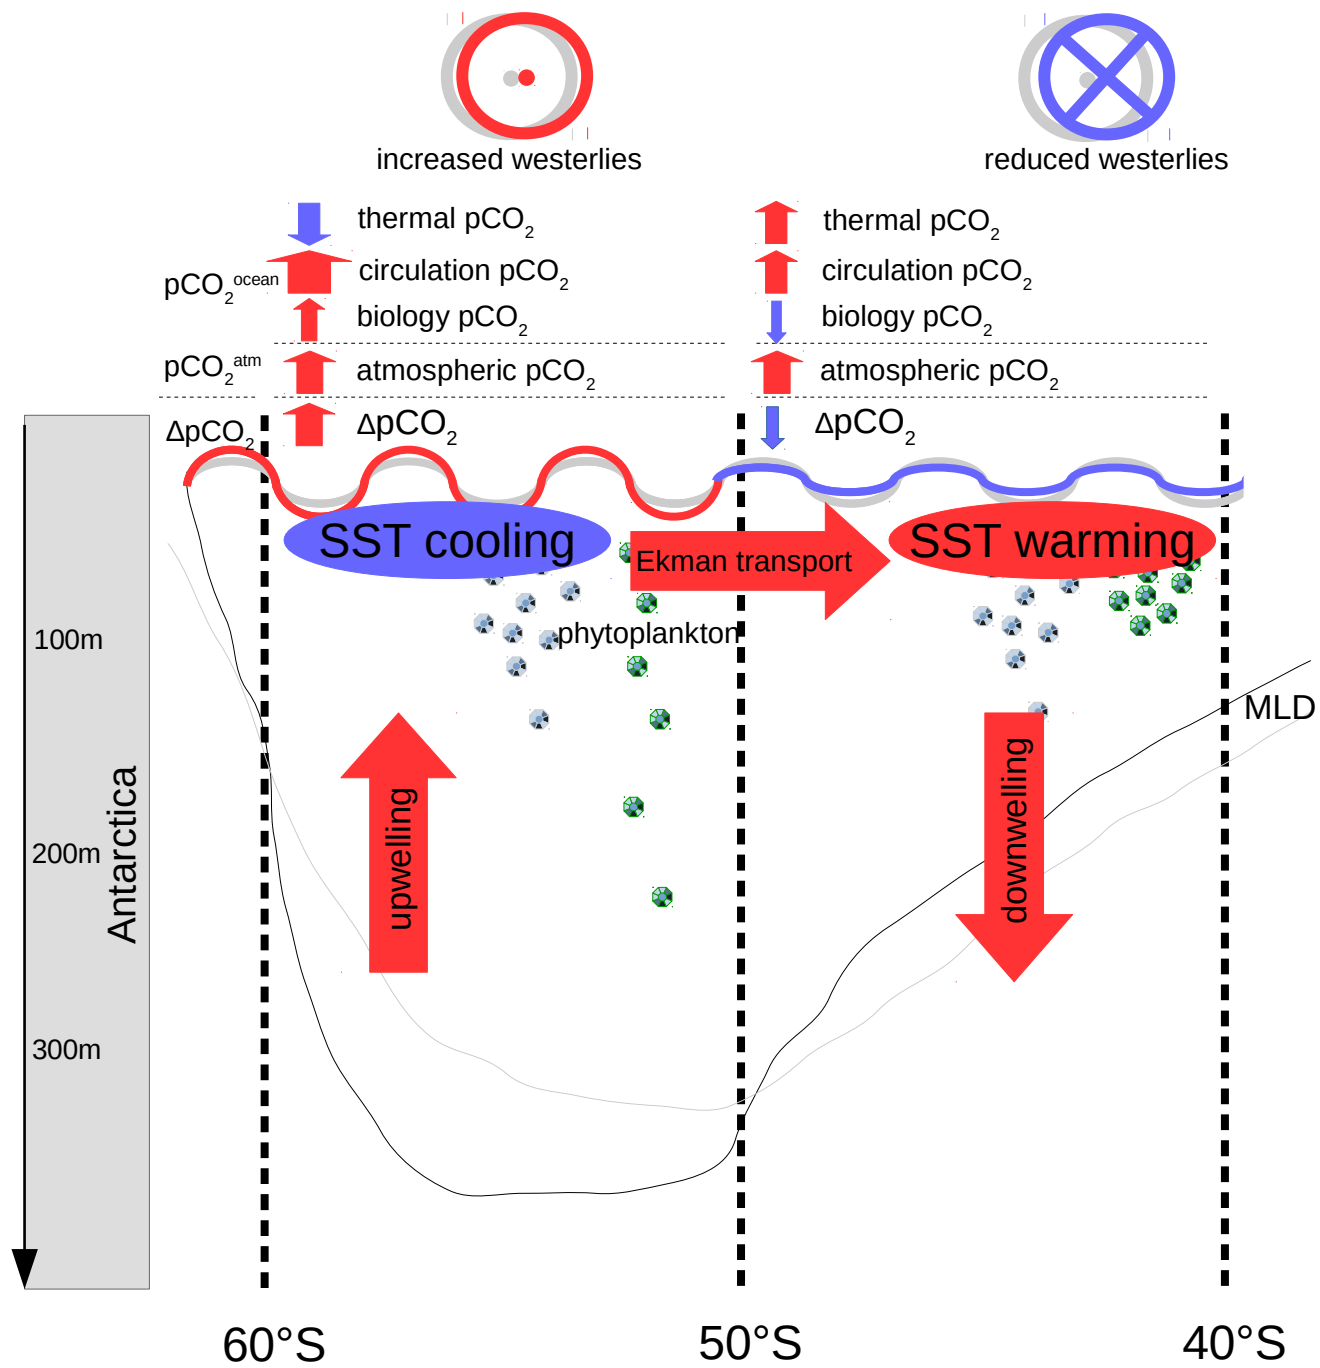 increased westerlies
reduced westerlies
thermal pCO2
thermal pCO2
pCO2ocean
circulation pCO2
circulation pCO2
biology pCO2
biology pCO2
pCO2atm
atmospheric pCO2
atmospheric pCO2
ΔpCO2
ΔpCO2
ΔpCO2
SST cooling
Ekman transport
SST warming
phytoplankton
100m
MLD
Antarctica
upwelling
downwelling
200m
300m
60°S
50°S
40°S